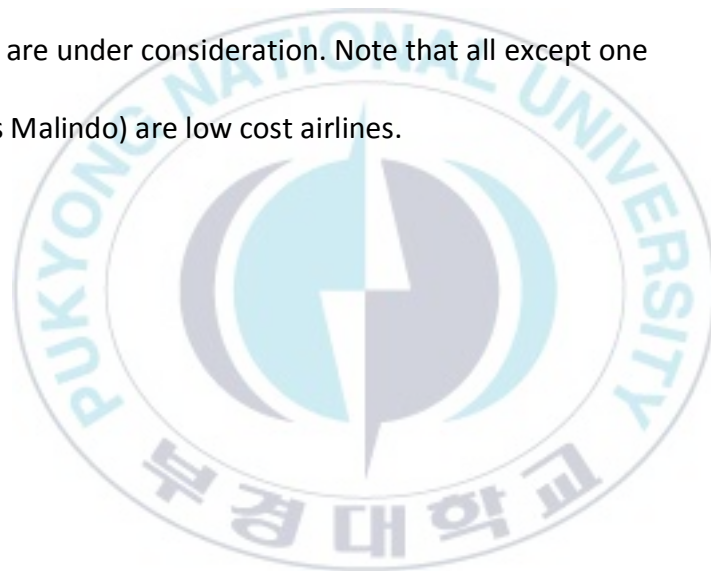 are under consideration. Note that all except one
s Malindo) are low cost airlines.
PUKYONG NATIONAL UNIVERSITY
부경대학교